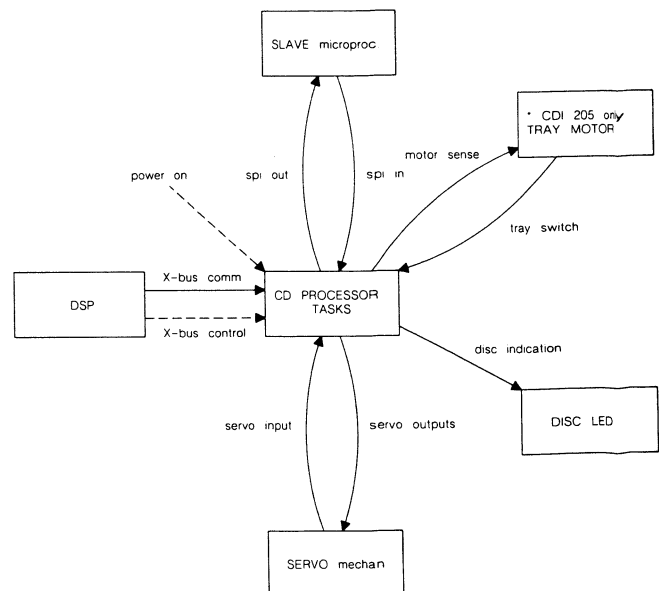 SLAVE microproc.
* CDI 205 only
TRAY MOTOR
motor sense
power on
spi out
spi in
tray switch
X-bus comm
DSP
CD PROCESSOR
TASKS
X-bus control
disc indication
servo input
servo outputs
DISC LED
SERVO mechan